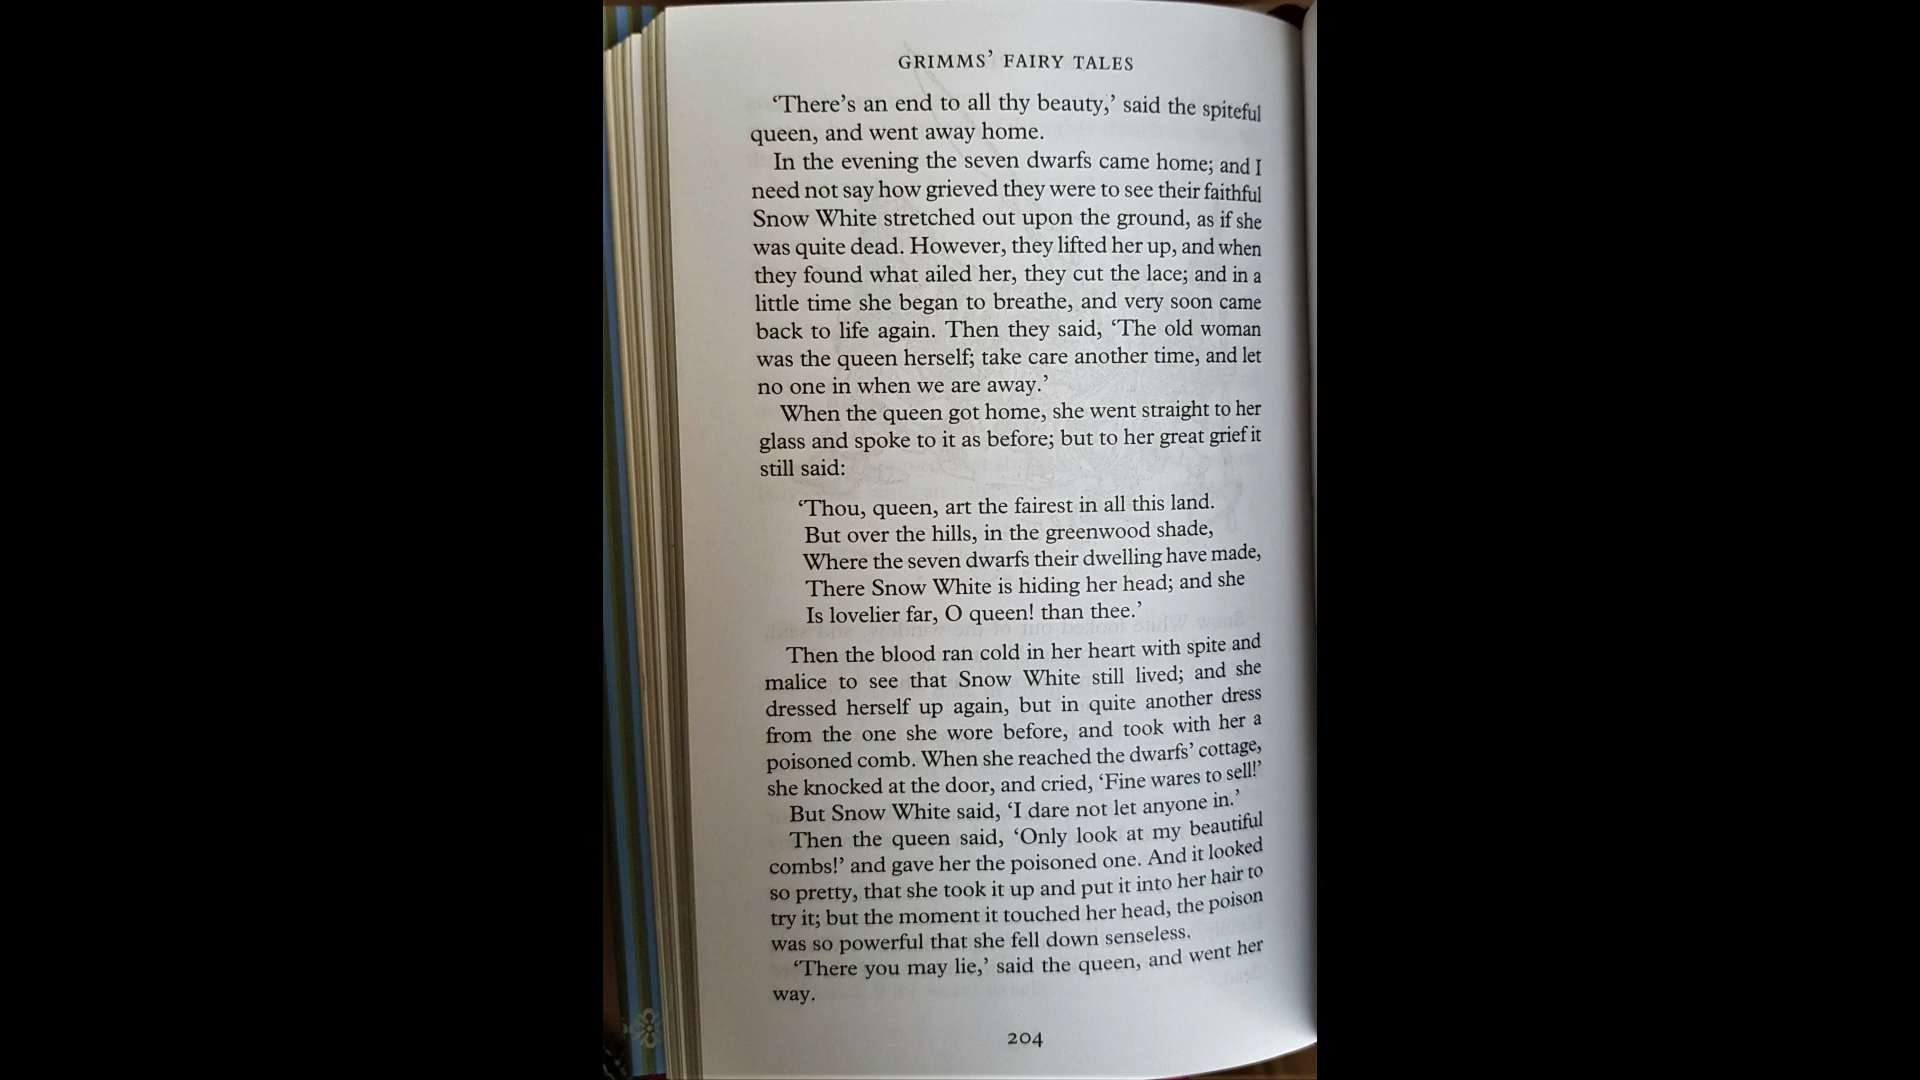 GRIMMS’ FAIRY TALES
‘There’s an end to all thy beauty,’ said the spiteful
queen, and went away home.
In the evening the seven dwarfs came home; and I
need not say how grieved they were to see their faithful
Snow White stretched out upon the ground, as if she
was quite dead. However, they lifted her up, and when
they found what ailed her, they cut the lace; and in a
little time she began to breathe, and very soon came
back to life again. Then they said, ‘The old woman
was the queen herself; take care another time, and let
no one in when we are away.’
When the queen got home, she went straight to her
glass and spoke to it as before; but to her great grief it
still said:
‘Thou, queen, art the fairest in all this land.
But over the hills, in the greenwood shade,
Where the seven dwarfs their dwelling have made,
There Snow White is hiding her head; and she
Is lovelier far, O queen! than thee.’
Then the blood ran cold in her heart with spite and
malice to see that Snow White still lived; and she
dressed herself up again, but in quite another dress
from the one she wore before, and took with her a
poisoned comb. When she reached the dwarfs’ cottage,
she knocked at the door, and cried, ‘Fine wares to sell!’
But Snow White said, ‘I dare not let anyone in.’
Then the queen said, ‘Only look at my beautiful
combs!’ and gave her the poisoned one. And it looked
so pretty, that she took it up and put it into her hair to
try it; but the moment it touched her head, the poison
was so powerful that she fell down senseless.
‘There you may lie,’ said the queen, and went her
way.
204